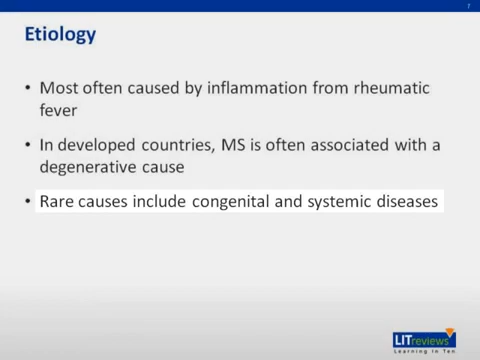 7
Etiology
• Most often caused by inflammation from rheumatic
fever
• In developed countries, MS is often associated with a
degenerative cause
• Rare causes include congenital and systemic diseases
LITreviews
Learning in Ten